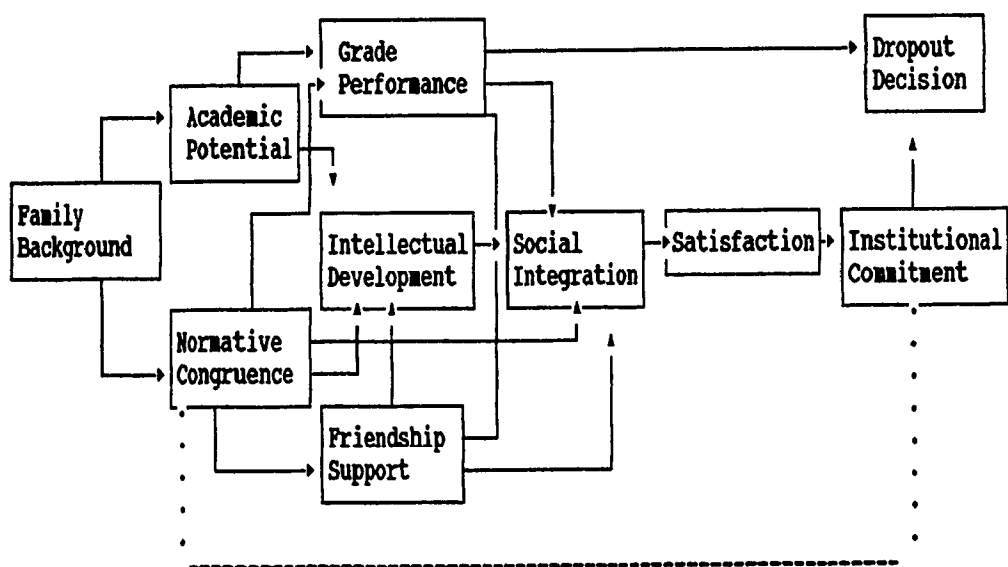 Grade
Performance
Dropout
Decision
Academic
Potential
Family
Background
Intellectual
Development
Social
Integration
Satisfaction
Institutional
Commitment
Normative
Congruence
Friendship
Support